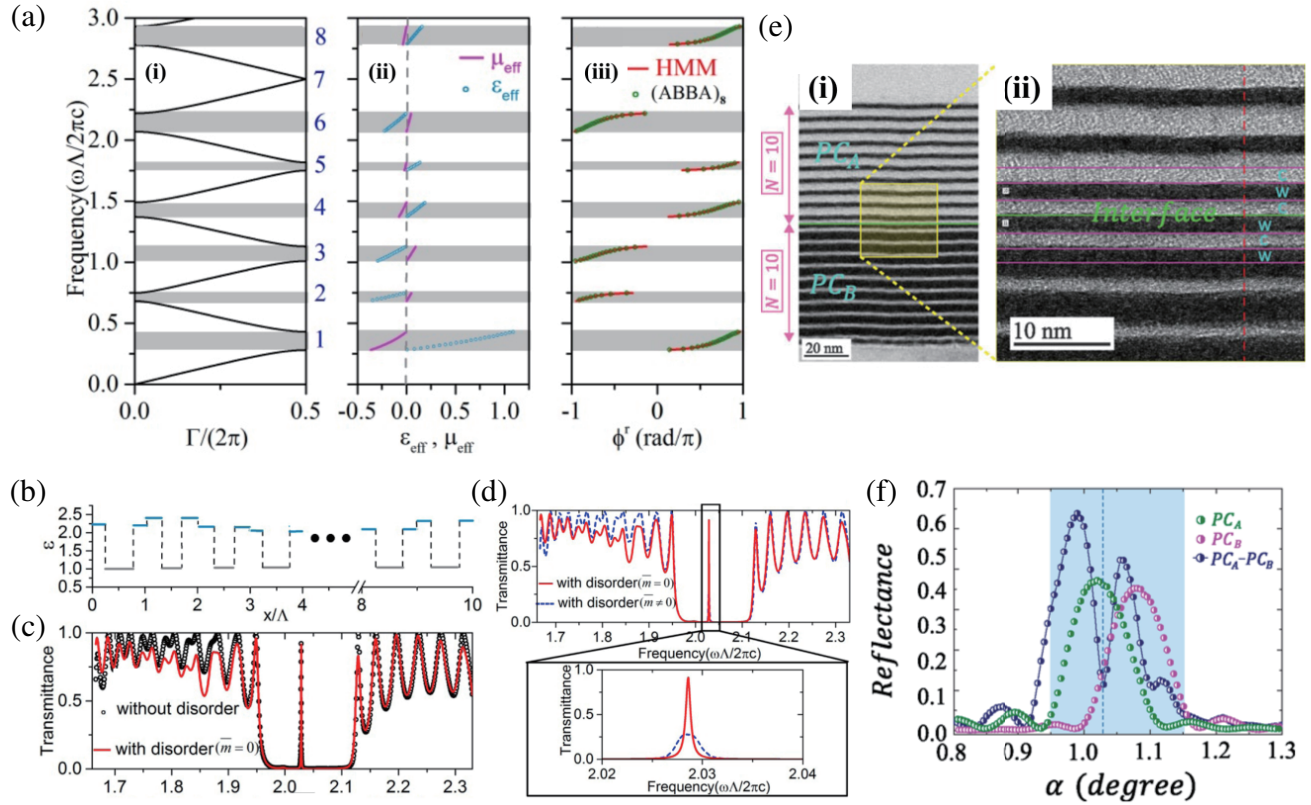 (a)
3.0
2.5
2.0
1.5
1.0
0.5
0.0
Frequency(ωΛ/2πc)
(i)
8
7
6
5
4
3
2
1
0.0
0.5
Γ/(2π)
(ii)
μeff
εeff
-0.5
0.0
0.5
1.0
εeff , μeff
(iii)
HMM
(ABBA)8
-1
0
1
ϕr (rad/π)
(e)
(i)
N = 10
PCA
N = 10
PCB
20 nm
(ii)
W
Interface
W
C
W
10 nm
(b)
ε
2.5
2.0
1.5
1.0
0
1
2
3
4
8
9
10
x/Λ
(c)
Transmittance
1.0
0.5
0.0
without disorder
with disorder(m̅=0)
1.7
1.8
1.9
2.0
2.1
2.2
2.3
(d)
Transmittance
1.0
0.5
0.0
with disorder(m̅=0)
with disorder(m̅≠0)
1.7
1.8
1.9
2.0
2.1
2.2
2.3
Frequency(ωΛ/2πc)
Transmittance
1.0
0.5
0.0
2.02
2.03
2.04
Frequency(ωΛ/2πc)
(f)
Reflectance
0.7
0.6
0.5
0.4
0.3
0.2
0.1
0.0
PCA
PCB
PCA-PCB
0.8
0.9
1.0
1.1
1.2
1.3
α (degree)